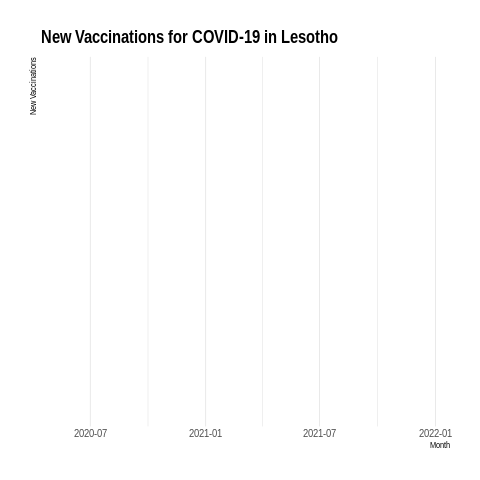 New Vaccinations for COVID-19 in Lesotho
New Vaccinations
2020-07 2021-01 2021-07 2022-01
Month